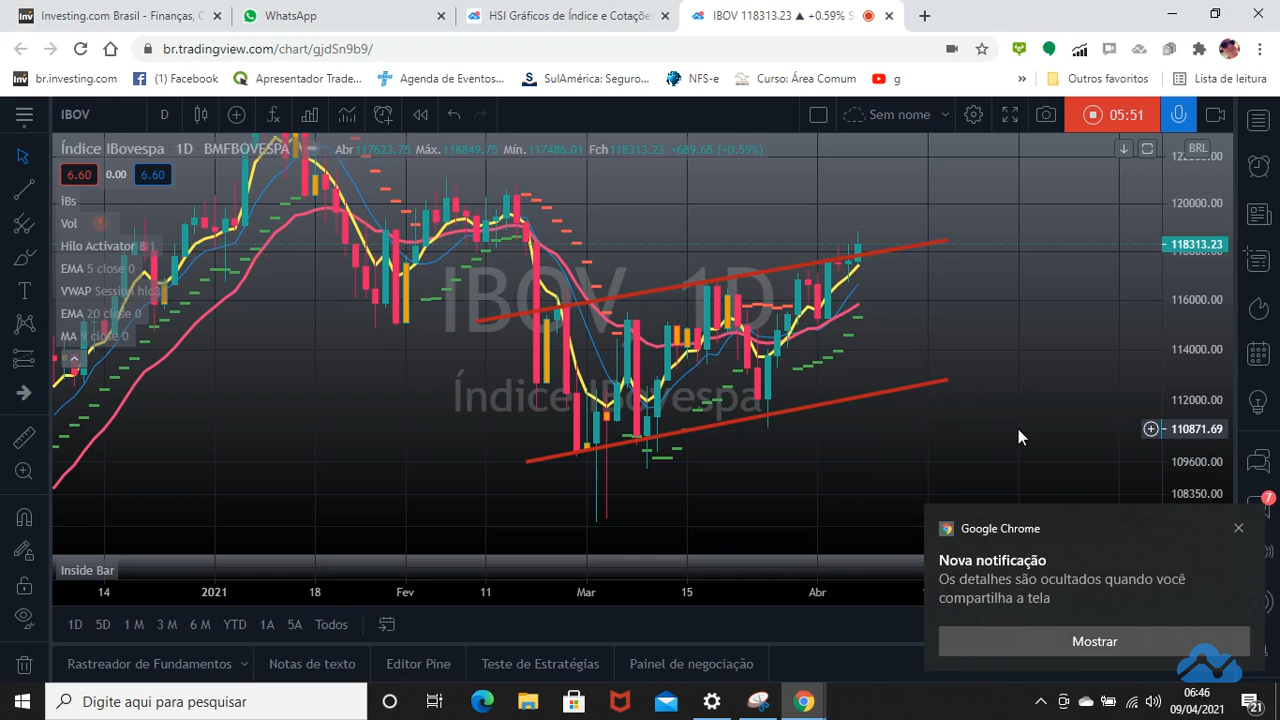 Investing.com Brasil - Finanças, C
WhatsApp
HSI Gráficos de Índice e Cotaçõe
IBOV 118313.23 ▲ +0.59% S
br.tradingview.com/chart/gjdSn9b9/
br.investing.com
(1) Facebook
Apresentador Trade...
Agenda de Eventos...
SulAmérica: Seguro...
NFS-e
Curso: Área Comum
g
»
Outros favoritos
Lista de leitura
IBOV
D
Sem nome
05:51
Índice IBovespa · 1D · BMFBOVESPA
Abr 117623.75 Máx. 118849.75 Mín. 117486.01 Fch 118313.23 +689.65 (+0.59%)
BRL
6.60 0.00 6.60
iBs
Vol
Hilo Activator 8 1
EMA 5 close 0
VWAP Session hlc3
EMA 20 close 0
IBOV, 1D
Índice IBovespa
122000.00
120000.00
118313.23
116000.00
114000.00
112000.00
110871.69
109600.00
108350.00
Inside Bar
14 2021 18 Fev 11 Mar 15 Abr
1D 5D 1 M 3 M 6 M YTD 1A 5A Todos
Rastreador de Fundamentos
Notas de texto
Editor Pine
Teste de Estratégias
Painel de negociação
7
Google Chrome
Nova notificação
Os detalhes são ocultados quando você
compartilha a tela
Mostrar
Digite aqui para pesquisar
06:46
09/04/2021
21